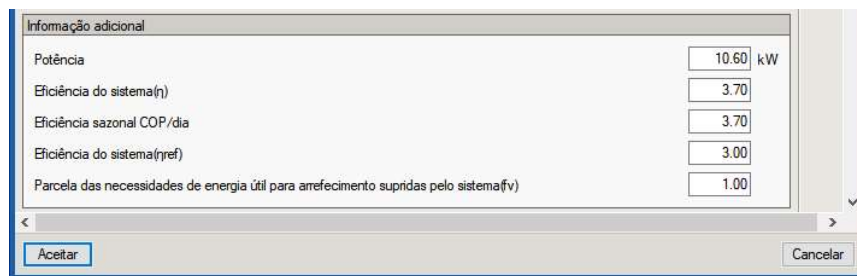 Informação adicional
Potência 10.60 kW
Eficiência do sistema(η) 3.70
Eficiência sazonal COP/dia 3.70
Eficiência do sistema(ηref) 3.00
Parcela das necessidades de energia útil para arrefecimento supridas pelo sistema(fv) 1.00
Aceitar Cancelar